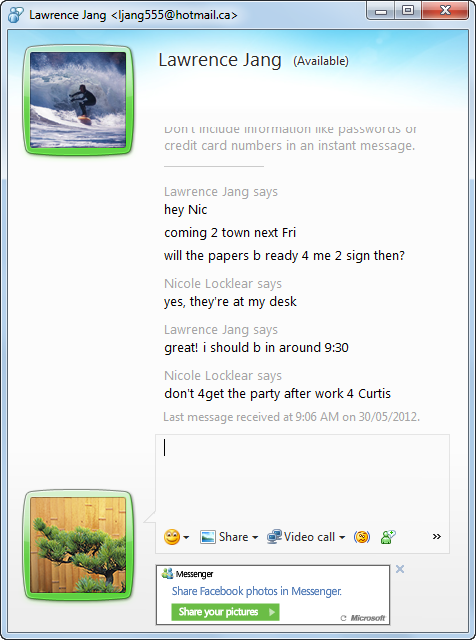 Lawrence Jang <ljang555@hotmail.ca>
Lawrence Jang (Available)
Don't include information like passwords or
credit card numbers in an instant message.
Lawrence Jang says
hey Nic
coming 2 town next Fri
will the papers b ready 4 me 2 sign then?
Nicole Locklear says
yes, they're at my desk
Lawrence Jang says
great! i should b in around 9:30
Nicole Locklear says
don't 4get the party after work 4 Curtis
Last message received at 9:06 AM on 30/05/2012.
Share Video call »
Messenger
Share Facebook photos in Messenger.
Share your pictures
Microsoft